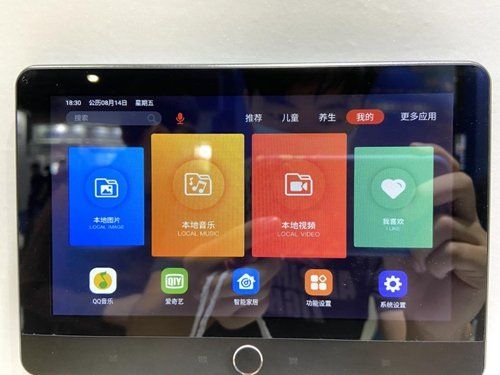 18:30 公历08月14日 星期五
搜索 推荐 儿童 养生 我的 更多应用
本地图片 本地音乐 本地视频 我喜欢
LOCAL IMAGE LOCAL MUSIC LOCAL VIDEO I LIKE
QIY
QQ音乐 爱奇艺 智能家居 功能设置 系统设置